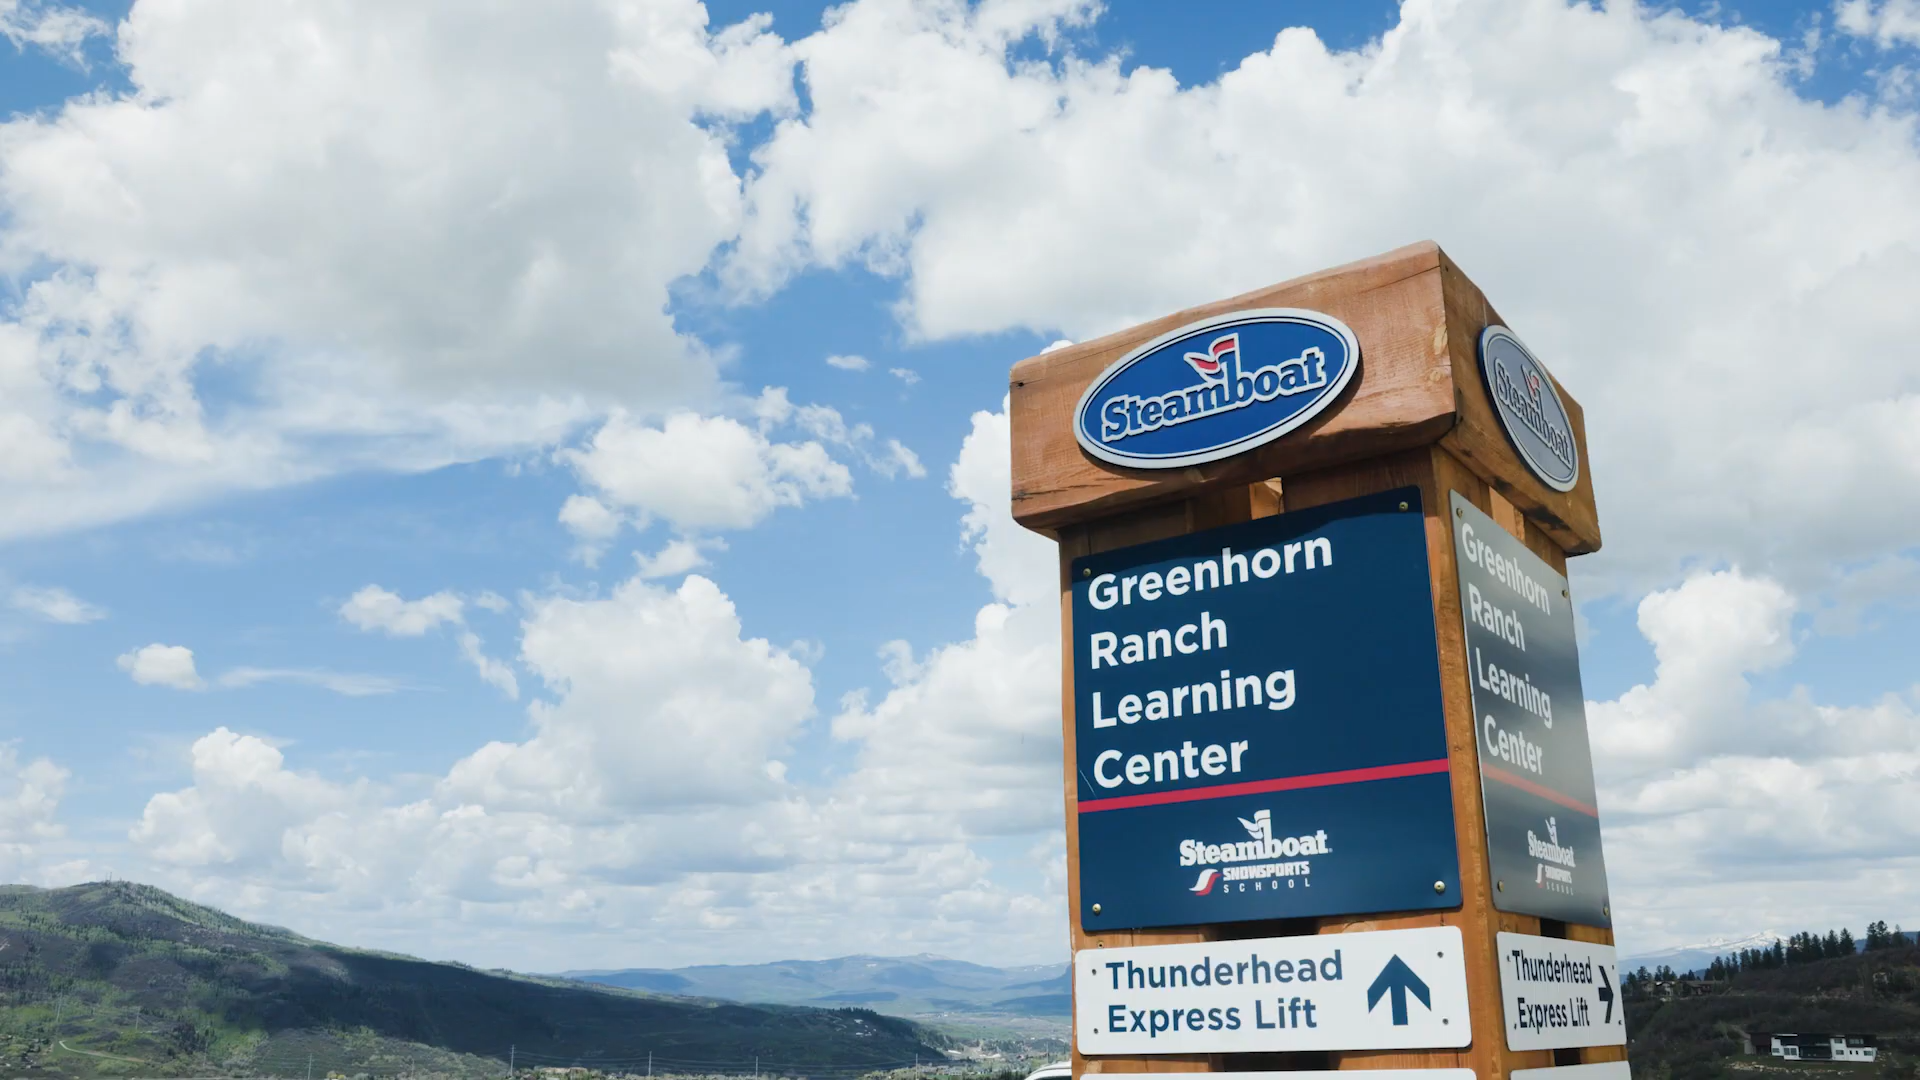 Steamboat
Greenhorn
Ranch
Learning
Center
Steamboat
SNOWSPORTS
SCHOOL
Thunderhead
Express Lift
Steamboat
Greenhorn
Ranch
Learning
Center
Steamboat
SNOWSPORTS
SCHOOL
Thunderhead
Express Lift